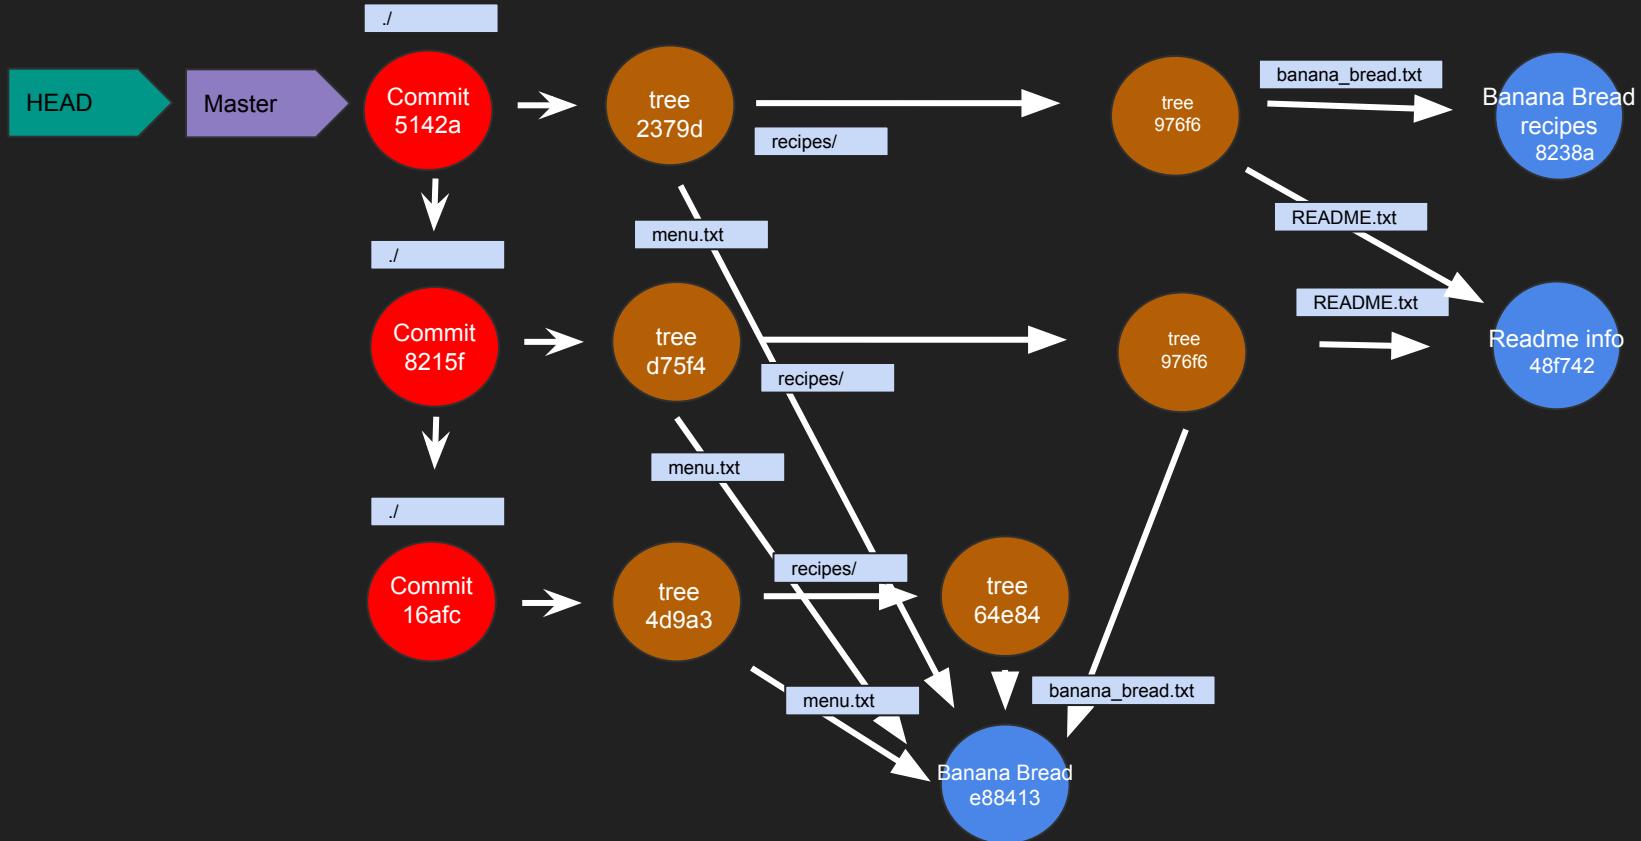 ./
HEAD
Master
Commit
5142a
tree
2379d
recipes/
tree
976f6
banana_bread.txt
Banana Bread
recipes
8238a
menu.txt
README.txt
./
Commit
8215f
tree
d75f4
recipes/
tree
976f6
README.txt
Readme info
48f742
menu.txt
./
Commit
16afc
tree
4d9a3
recipes/
tree
64e84
menu.txt
banana_bread.txt
Banana Bread
e88413